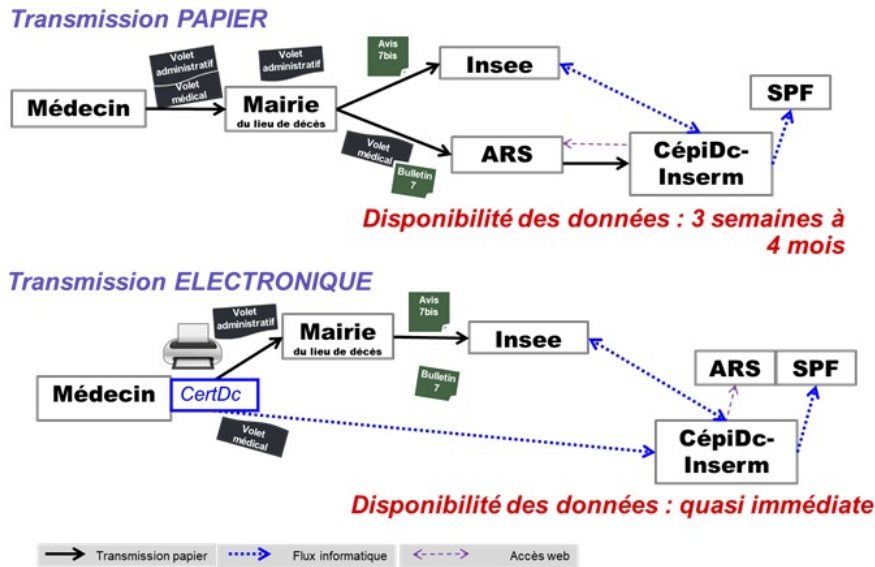 Transmission PAPIER
Volet
administratif
Volet
médical
Volet
administratif
Avis
7bis
Insee
SPF
Médecin
Mairie
du lieu de décès
Volet
médical
Bulletin
7
ARS
CépiDc-
Inserm
Disponibilité des données : 3 semaines à
4 mois
Transmission ELECTRONIQUE
Volet
administratif
Avis
7bis
Mairie
du lieu de décès
Insee
Bulletin
7
ARS
SPF
Médecin
CertDc
Volet
médical
CépiDc-
Inserm
Disponibilité des données : quasi immédiate
Transmission papier
Flux informatique
Accès web